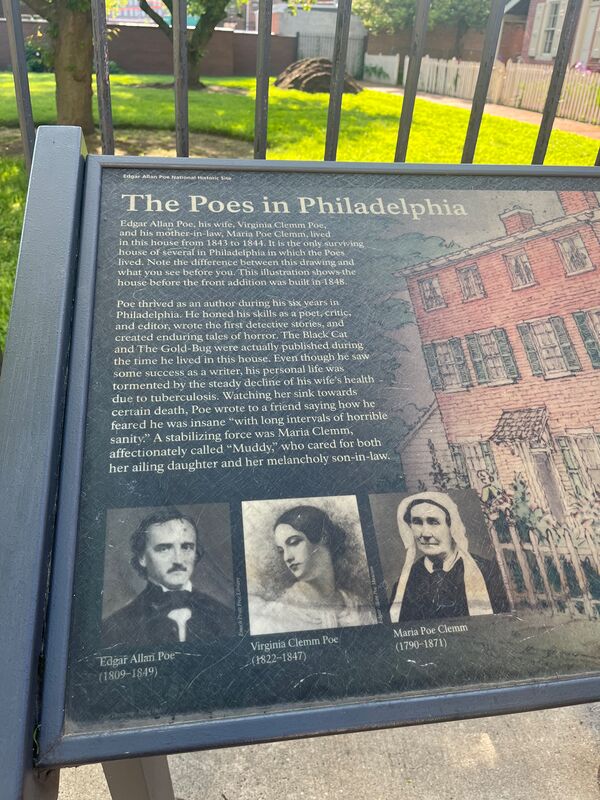 Edgar Allan Poe National Historic Site
The Poes in Philadelphia
Edgar Allan Poe, his wife, Virginia Clemm Poe,
and his mother-in-law, Maria Poe Clemm, lived
in this house from 1843 to 1844. It is the only surviving
house of several in Philadelphia in which the Poes
lived. Note the difference between this drawing and
what you see before you. This illustration shows the
house before the front addition was built in 1848.
Poe thrived as an author during his six years in
Philadelphia. He honed his skills as a poet, critic,
and editor, wrote the first detective stories, and
created enduring tales of horror. The Black Cat
and The Gold-Bug were actually published during
the time he lived in this house. Even though he saw
some success as a writer, his personal life was
tormented by the steady decline of his wife's health
due to tuberculosis. Watching her sink towards
certain death, Poe wrote to a friend saying how he
feared he was insane "with long intervals of horrible
sanity." A stabilizing force was Maria Clemm,
affectionately called "Muddy," who cared for both
her ailing daughter and her melancholy son-in-law.
Edgar Allan Poe
(1809-1849)
Virginia Clemm Poe
(1822-1847)
Maria Poe Clemm
(1790-1871)